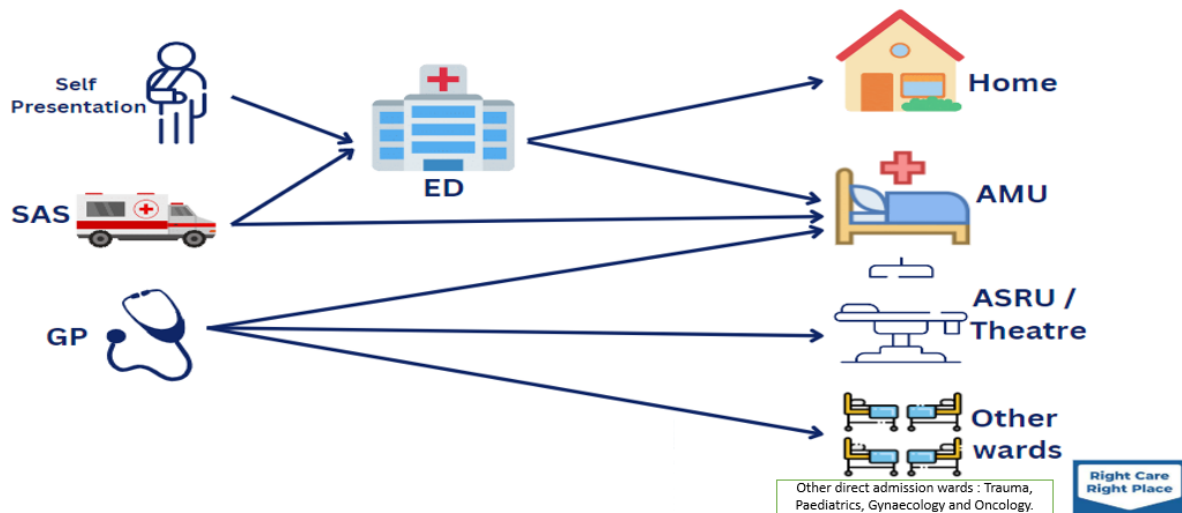 Self
Presentation
ED
Home
SAS
AMU
GP
ASRU /
Theatre
Other
wards
Other direct admission wards : Trauma,
Paediatrics, Gynaecology and Oncology.
Right Care
Right Place